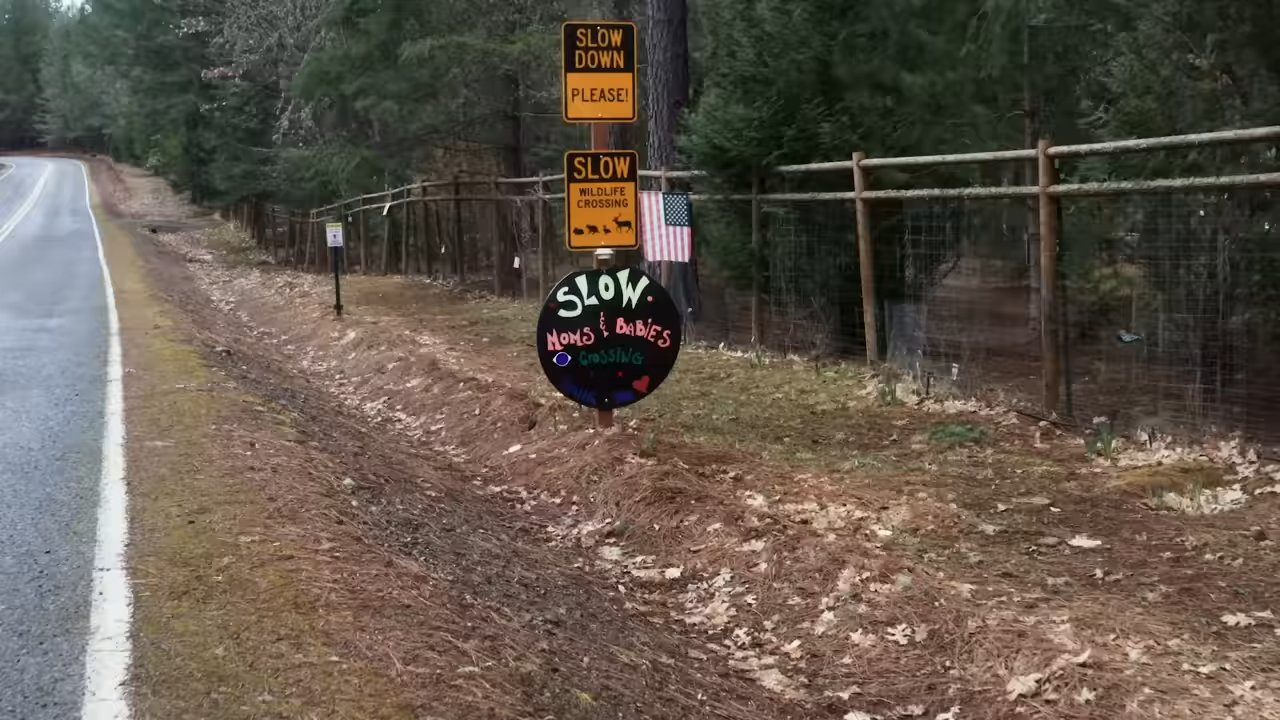 SLOW
DOWN
PLEASE!
SLOW
WILDLIFE
CROSSING
SLOW
MOMS & BABIES
CROSSING